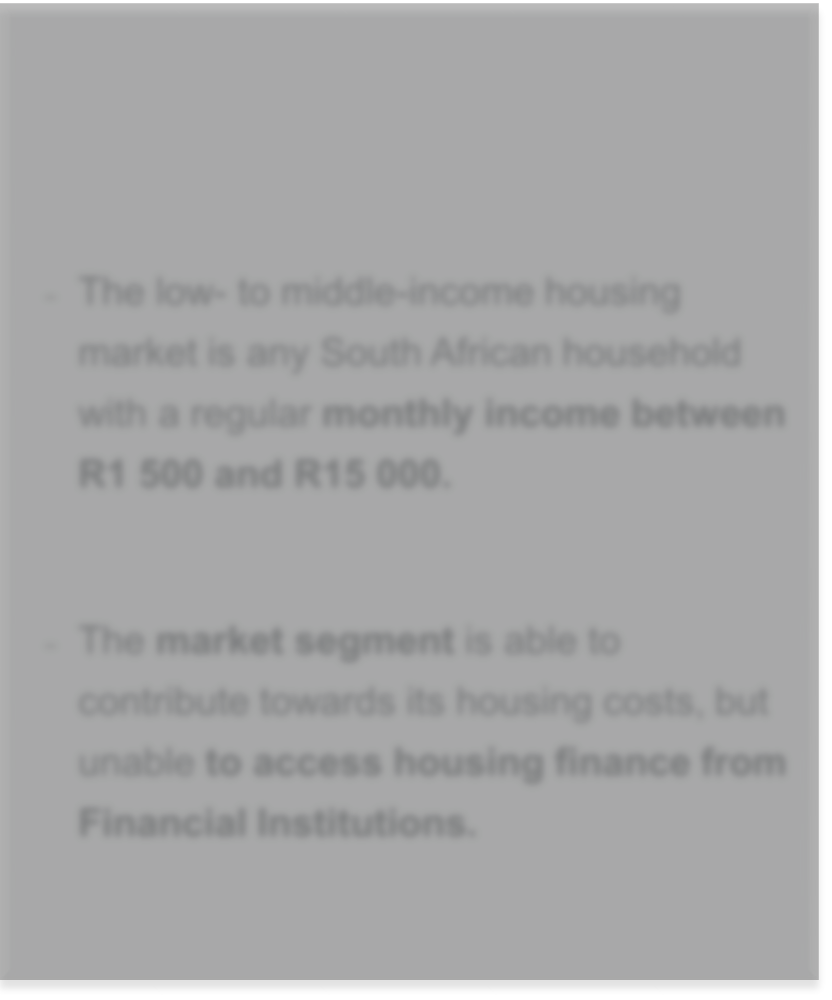 - The low- to middle-income housing
market is any South African household
with a regular monthly income between
R1 500 and R15 000.
- The market segment is able to
contribute towards its housing costs, but
unable to access housing finance from
Financial Institutions.